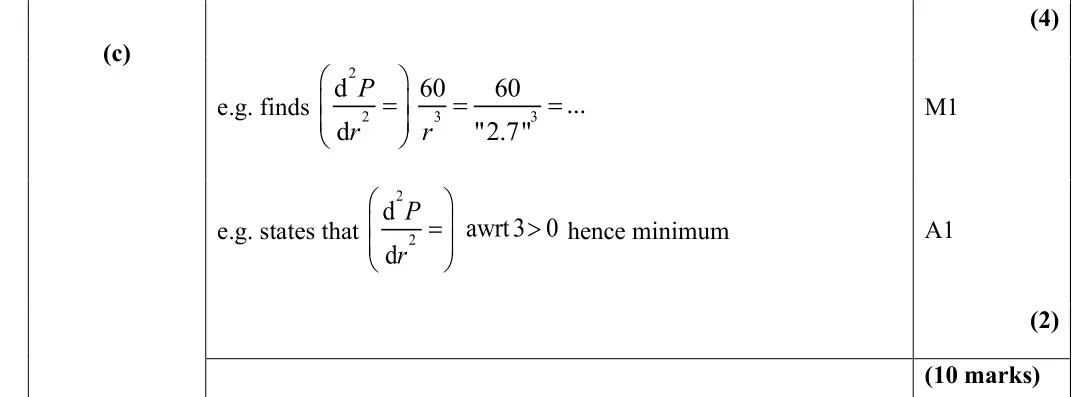 (4)
(c)
e.g. finds (d²P/dr² =) 60/r³ = 60/"2.7"³ = ... M1
e.g. states that (d²P/dr² =) awrt 3 > 0 hence minimum A1
(2)
(10 marks)